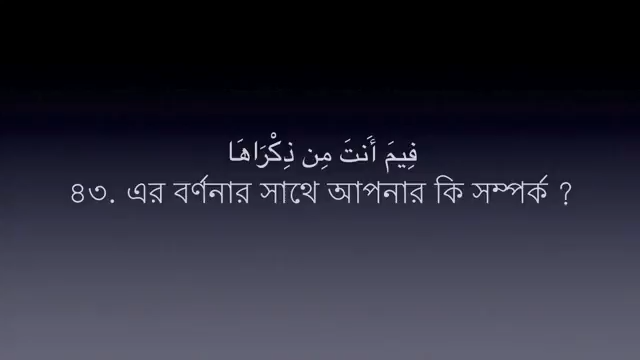 فِيمَ أَنتَ مِن ذِكْرَاهَا
৪৩. এর বর্ণনার সাথে আপনার কি সম্পর্ক ?